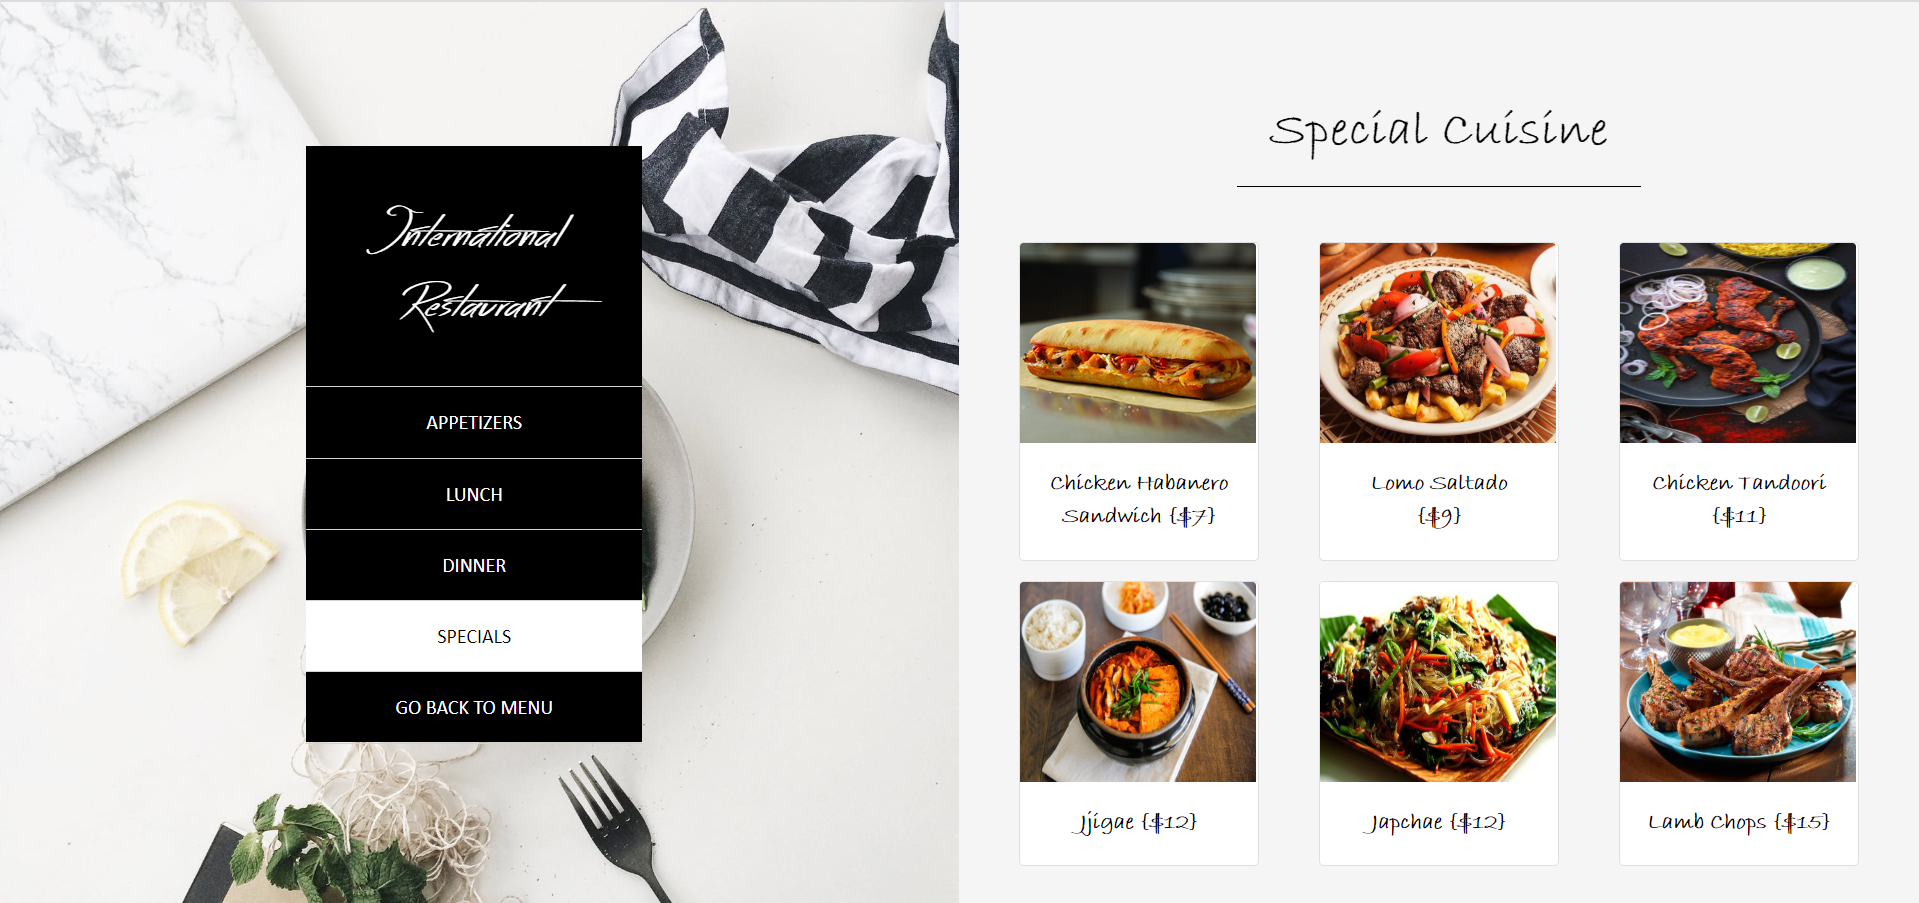 International
Restaurant
APPETIZERS
LUNCH
DINNER
SPECIALS
GO BACK TO MENU
Special Cuisine
Chicken Habanero
Sandwich {$7}
Lomo Saltado
{$9}
Chicken Tandoori
{$11}
Jjigae {$12}
Japchae {$12}
Lamb Chops {$15}